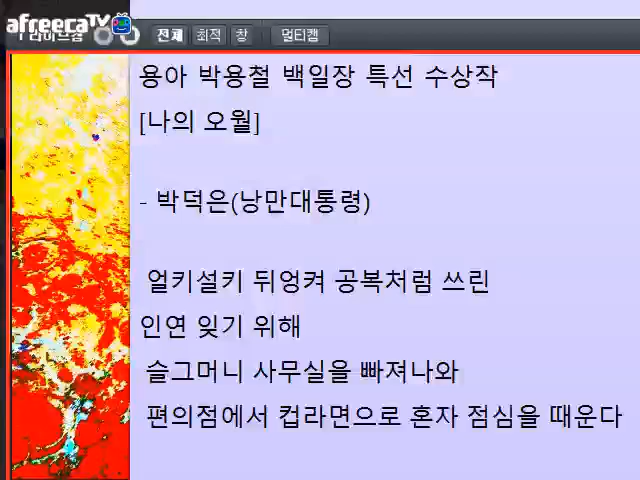 afreecaTV
전체 최적 창 멀티캠
용아 박용철 백일장 특선 수상작
[나의 오월]
- 박덕은(낭만대통령)
얼키설키 뒤엉켜 공복처럼 쓰린
인연 잊기 위해
슬그머니 사무실을 빠져나와
편의점에서 컵라면으로 혼자 점심을 때운다